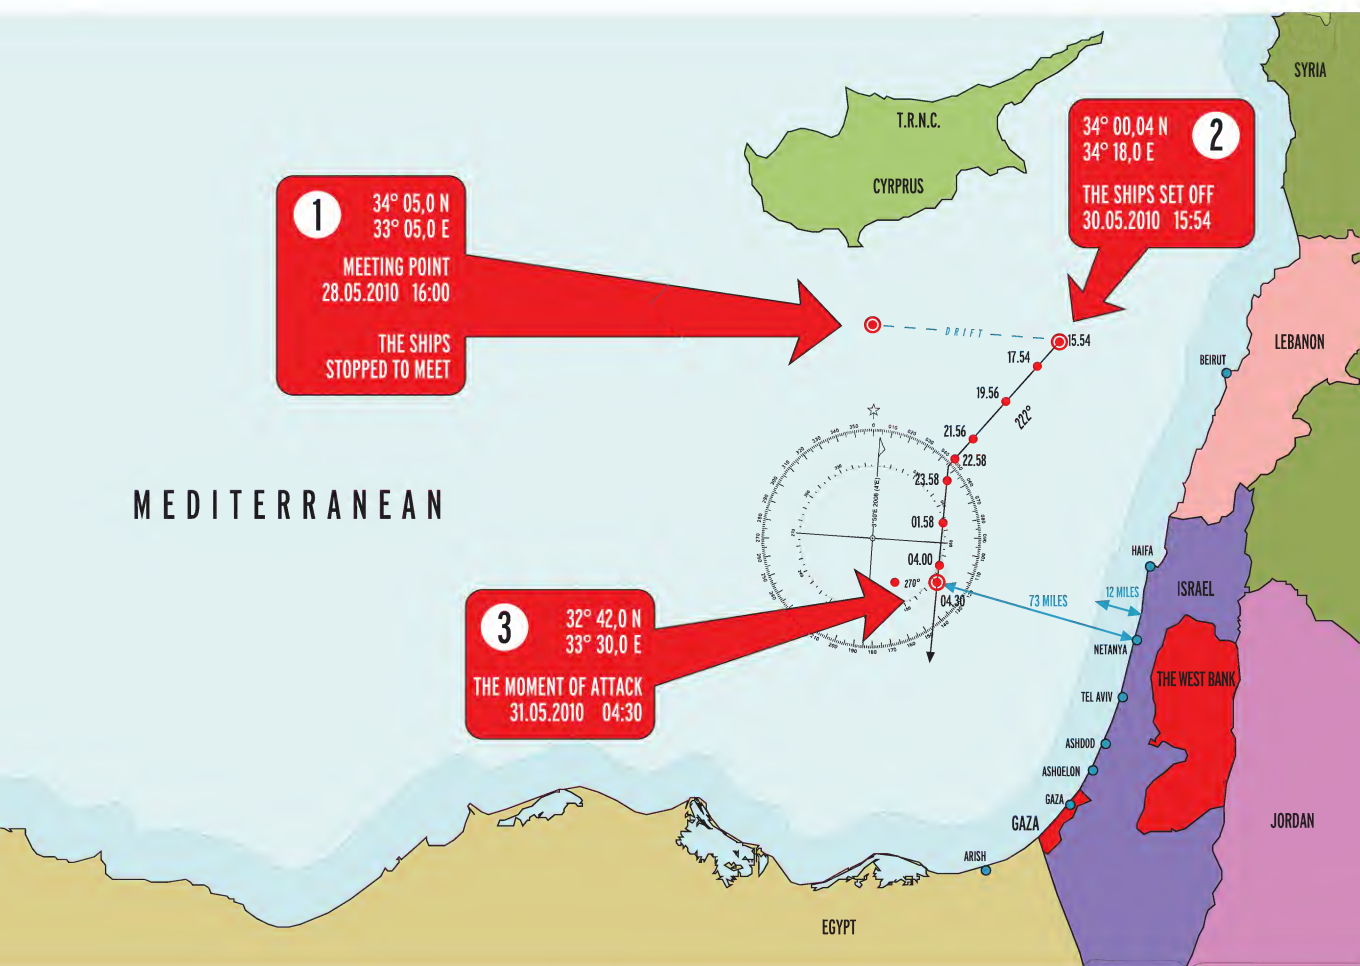 SYRIA
T.R.N.C.
CYRPRUS
34° 00,04 N
34° 18,0 E
2
THE SHIPS SET OFF
30.05.2010 15:54
1
34° 05,0 N
33° 05,0 E
MEETING POINT
28.05.2010 16:00
THE SHIPS
STOPPED TO MEET
DRIFT
15.54
17.54
19.56
222°
21.56
22.58
23.58
01.58
04.00
270°
04.30
LEBANON
BEIRUT
MEDITERRANEAN
HAIFA
ISRAEL
12 MILES
73 MILES
NETANYA
3
32° 42,0 N
33° 30,0 E
THE MOMENT OF ATTACK
31.05.2010 04:30
THE WEST BANK
TEL AVIV
ASHDOD
ASHQELON
GAZA
GAZA
JORDAN
ARISH
EGYPT